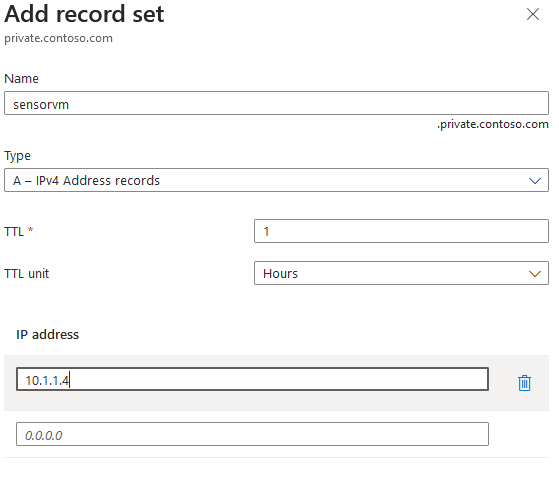 Add record set
private.contoso.com
Name
sensorvm
.private.contoso.com
Type
A – IPv4 Address records
TTL * 1
TTL unit Hours
IP address
10.1.1.4
0.0.0.0